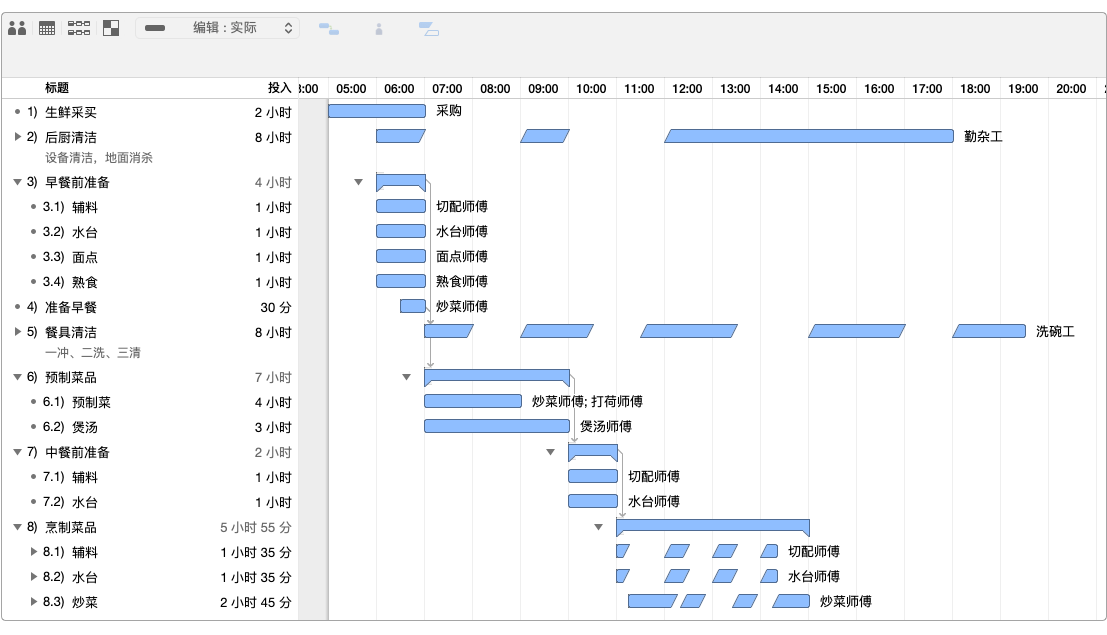 编辑：实际
标题 投入 3:00 05:00 06:00 07:00 08:00 09:00 10:00 11:00 12:00 13:00 14:00 15:00 16:00 17:00 18:00 19:00 20:00
1) 生鲜采买 2 小时 采购
2) 后厨清洁 8 小时 勤杂工
设备清洁，地面消杀
3) 早餐前准备 4 小时
3.1) 辅料 1 小时 切配师傅
3.2) 水台 1 小时 水台师傅
3.3) 面点 1 小时 面点师傅
3.4) 熟食 1 小时 熟食师傅
4) 准备早餐 30 分 炒菜师傅
5) 餐具清洁 8 小时 洗碗工
一冲、二洗、三清
6) 预制菜品 7 小时
6.1) 预制菜 4 小时 炒菜师傅; 打荷师傅
6.2) 煲汤 3 小时 煲汤师傅
7) 中餐前准备 2 小时
7.1) 辅料 1 小时 切配师傅
7.2) 水台 1 小时 水台师傅
8) 烹制菜品 5 小时 55 分
8.1) 辅料 1 小时 35 分 切配师傅
8.2) 水台 1 小时 35 分 水台师傅
8.3) 炒菜 2 小时 45 分 炒菜师傅